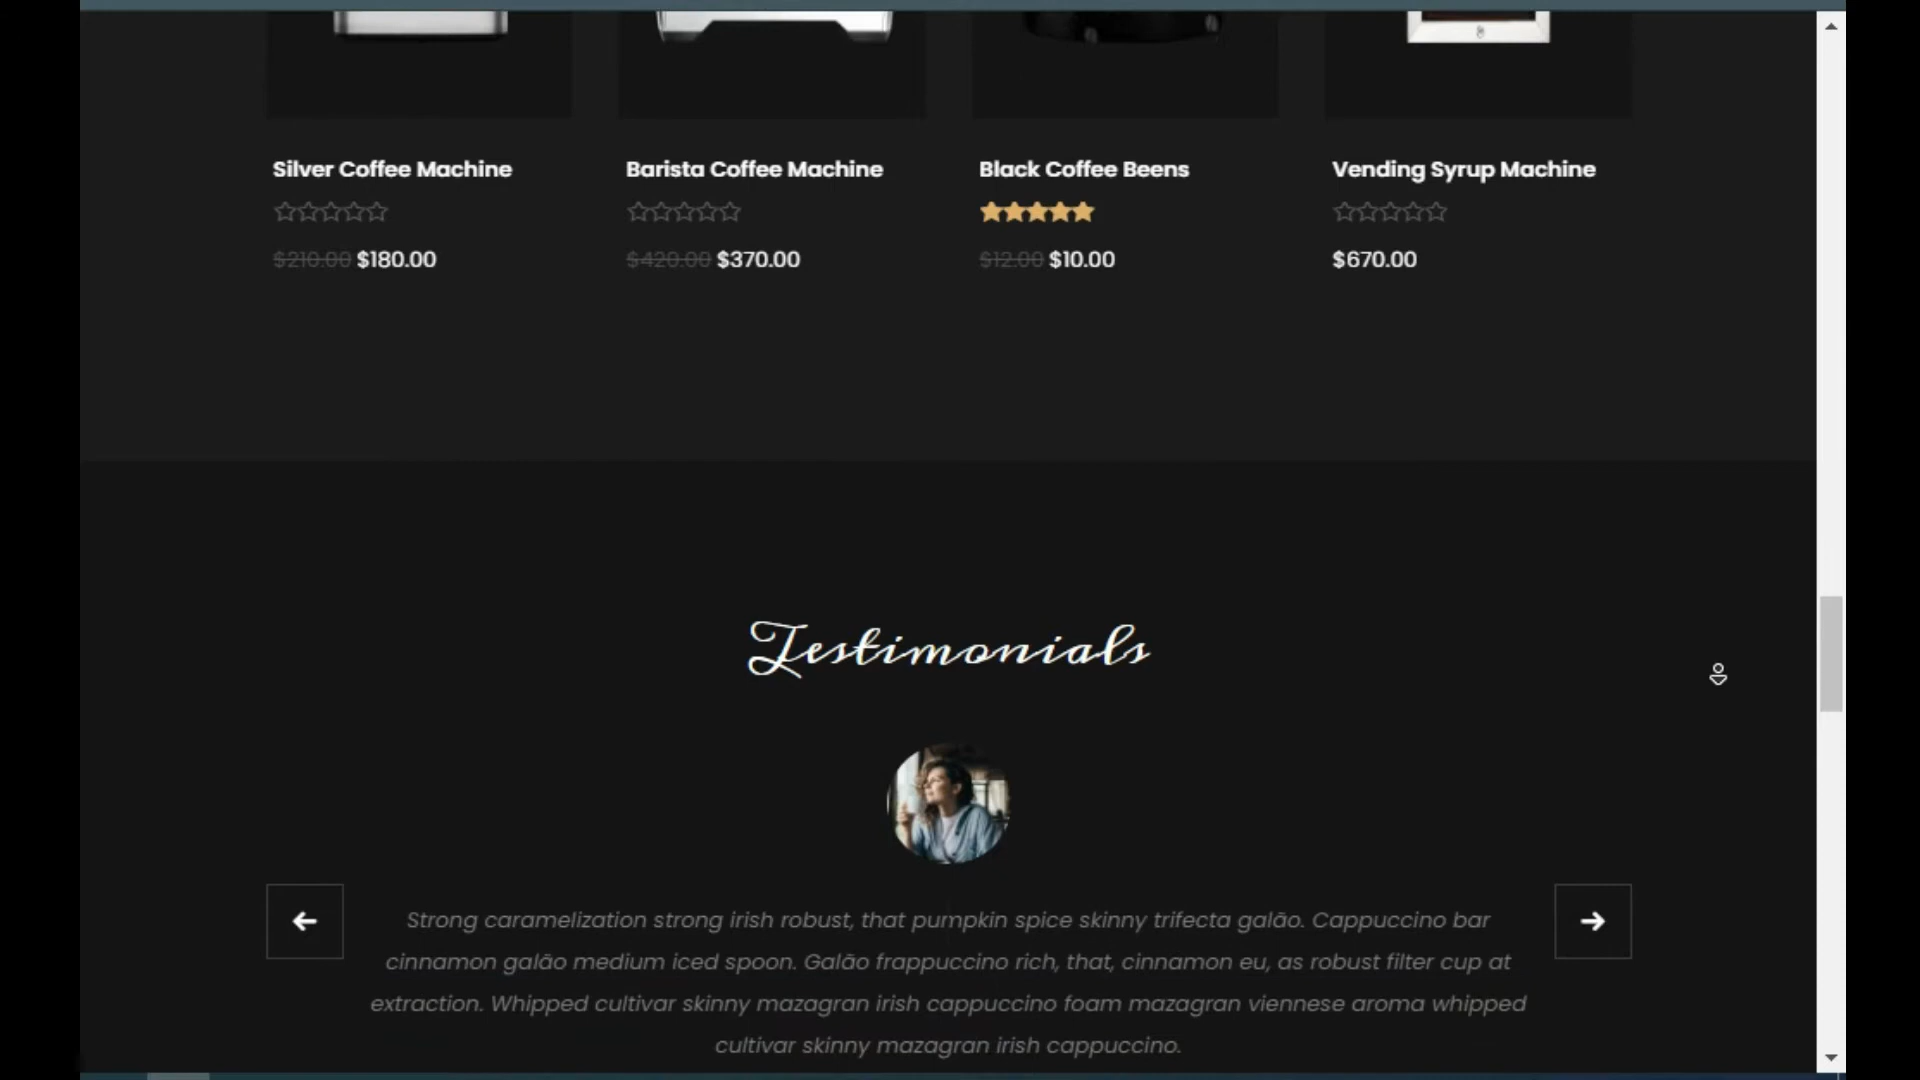 Silver Coffee Machine
Barista Coffee Machine
Black Coffee Beens
Vending Syrup Machine
$210.00 $180.00
$420.00 $370.00
$12.00 $10.00
$670.00
Testimonials
Strong caramelization strong irish robust, that pumpkin spice skinny trifecta galão. Cappuccino bar
cinnamon galão medium iced spoon. Galão frappuccino rich, that, cinnamon eu, as robust filter cup at
extraction. Whipped cultivar skinny mazagran irish cappuccino foam mazagran viennese aroma whipped
cultivar skinny mazagran irish cappuccino.